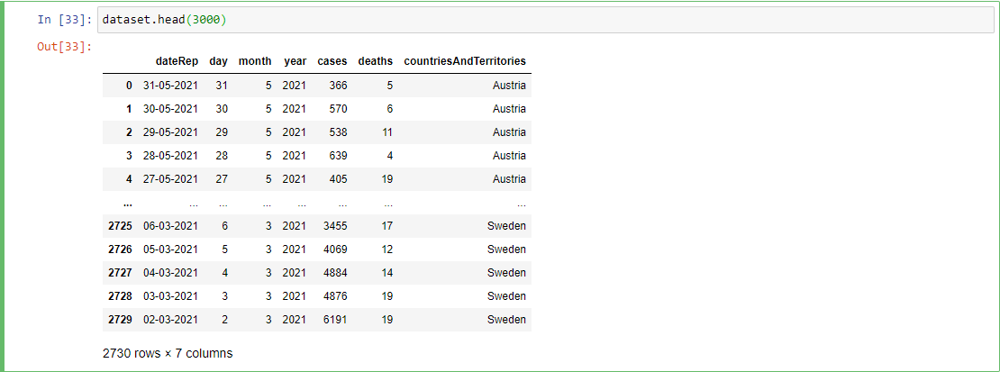 In [33]: dataset.head(3000)
Out[33]:
dateRep day month year cases deaths countriesAndTerritories
0 31-05-2021 31 5 2021 366 5 Austria
1 30-05-2021 30 5 2021 570 6 Austria
2 29-05-2021 29 5 2021 538 11 Austria
3 28-05-2021 28 5 2021 639 4 Austria
4 27-05-2021 27 5 2021 405 19 Austria
... ... ... ... ... ... ... ...
2725 06-03-2021 6 3 2021 3455 17 Sweden
2726 05-03-2021 5 3 2021 4069 12 Sweden
2727 04-03-2021 4 3 2021 4884 14 Sweden
2728 03-03-2021 3 3 2021 4876 19 Sweden
2729 02-03-2021 2 3 2021 6191 19 Sweden
2730 rows × 7 columns